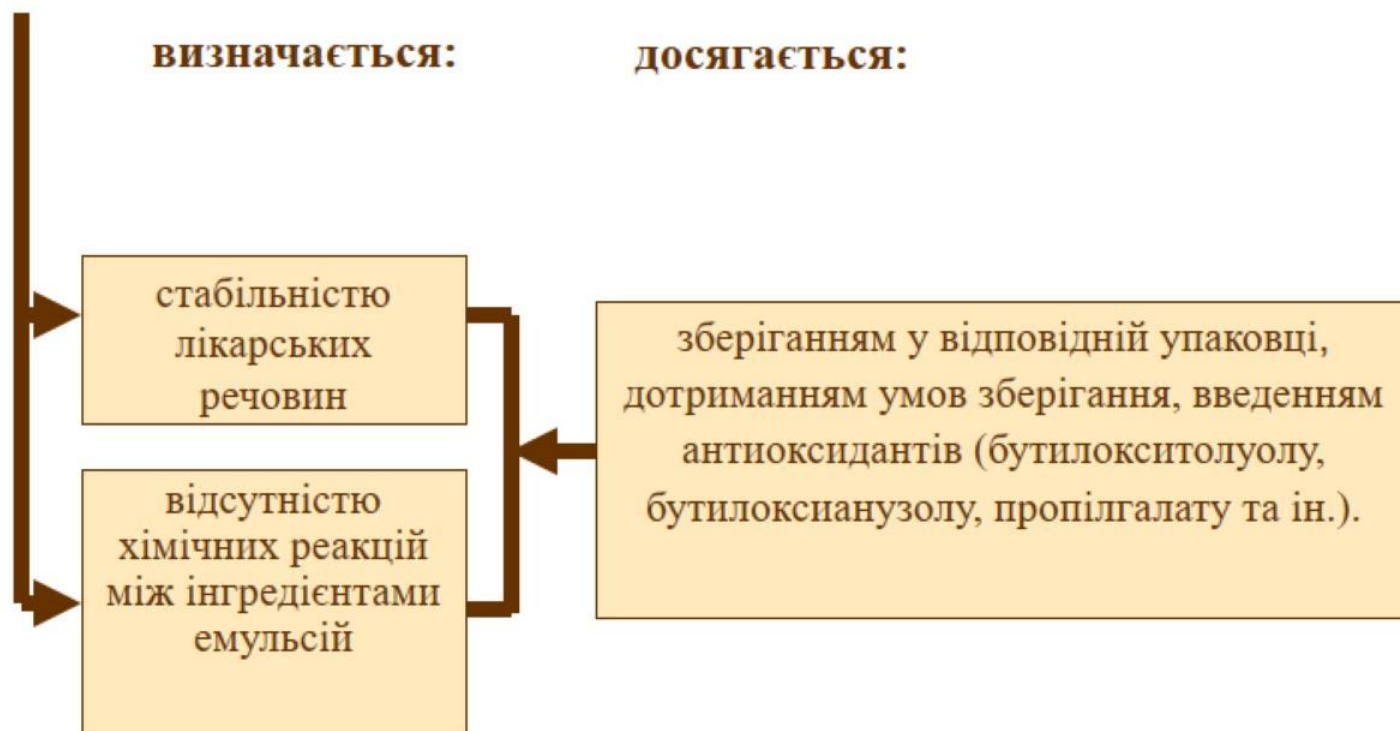 визначається:
досягається:
стабільністю
лікарських
речовин
відсутністю
хімічних реакцій
між інгредієнтами
емульсій
зберіганням у відповідній упаковці,
дотриманням умов зберігання, введенням
антиоксидантів (бутилокситолуолу,
бутилоксианузолу, пропілгалату та ін.).